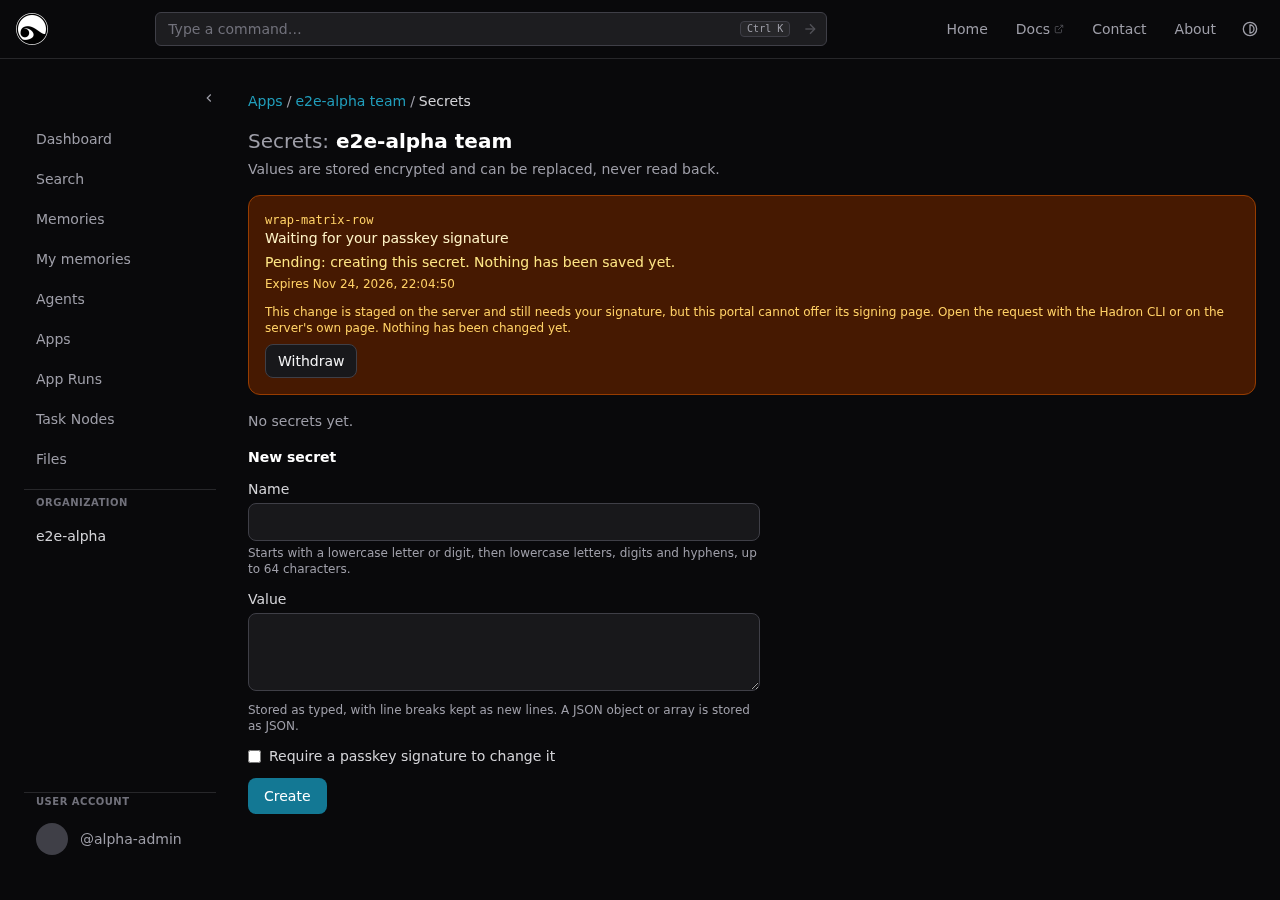 Type a command... Ctrl K
Home
Docs
Contact
About
Dashboard
Search
Memories
My memories
Agents
Apps
App Runs
Task Nodes
Files
ORGANIZATION
e2e-alpha
USER ACCOUNT
@alpha-admin
Apps / e2e-alpha team / Secrets
Secrets: e2e-alpha team
Values are stored encrypted and can be replaced, never read back.
wrap-matrix-row
Waiting for your passkey signature
Pending: creating this secret. Nothing has been saved yet.
Expires Nov 24, 2026, 22:04:50
This change is staged on the server and still needs your signature, but this portal cannot offer its signing page. Open the request with the Hadron CLI or on the
server's own page. Nothing has been changed yet.
Withdraw
No secrets yet.
New secret
Name
Starts with a lowercase letter or digit, then lowercase letters, digits and hyphens, up
to 64 characters.
Value
Stored as typed, with line breaks kept as new lines. A JSON object or array is stored
as JSON.
Require a passkey signature to change it
Create